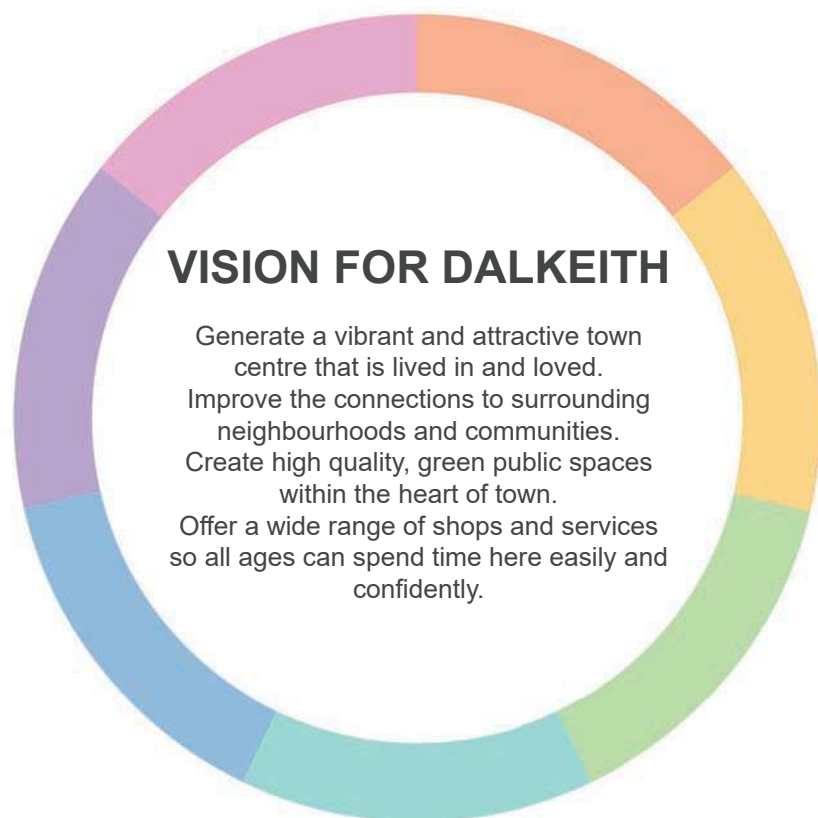 VISION FOR DALKEITH
Generate a vibrant and attractive town
centre that is lived in and loved.
Improve the connections to surrounding
neighbourhoods and communities.
Create high quality, green public spaces
within the heart of town.
Offer a wide range of shops and services
so all ages can spend time here easily and
confidently.